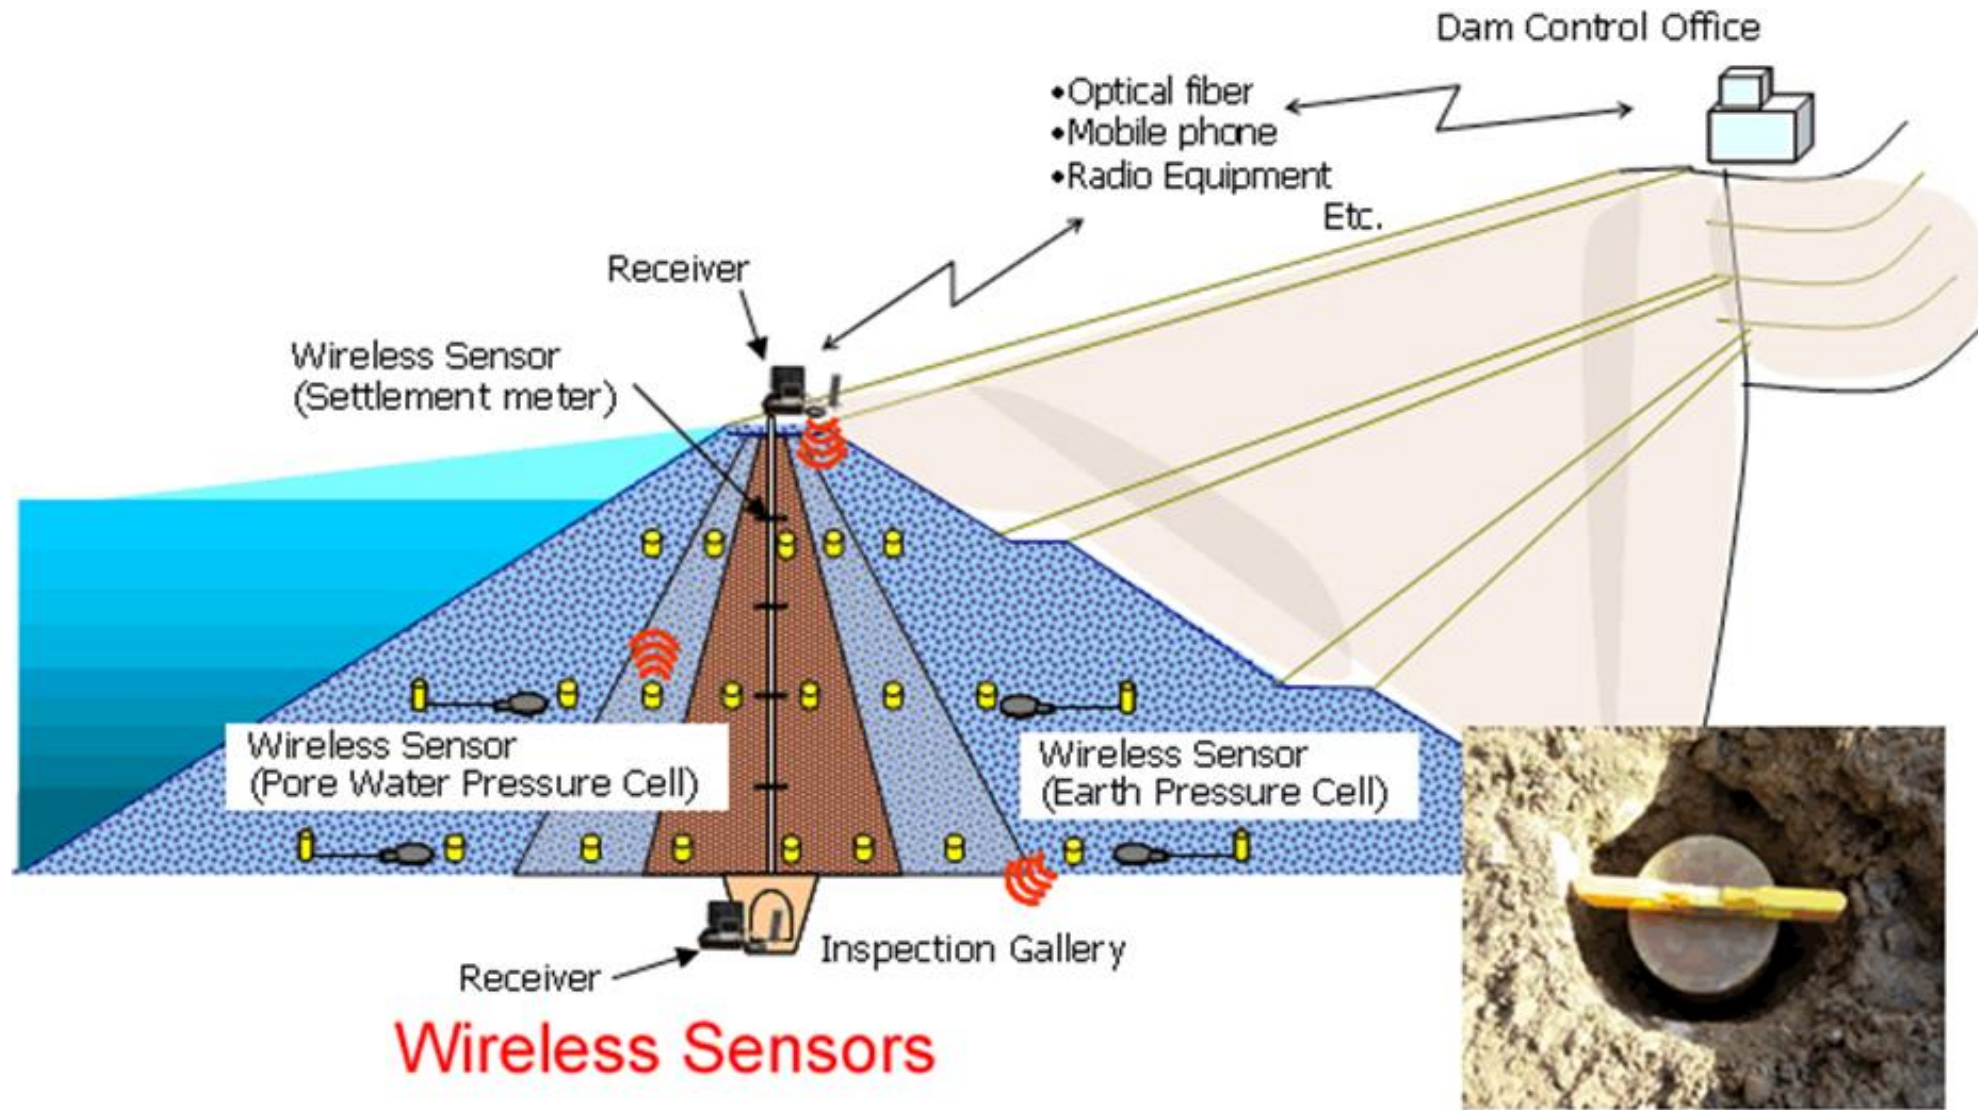 Dam Control Office
•Optical fiber
•Mobile phone
•Radio Equipment
Etc.
Receiver
Wireless Sensor
(Settlement meter)
Wireless Sensor
(Pore Water Pressure Cell)
Wireless Sensor
(Earth Pressure Cell)
Inspection Gallery
Receiver
Wireless Sensors